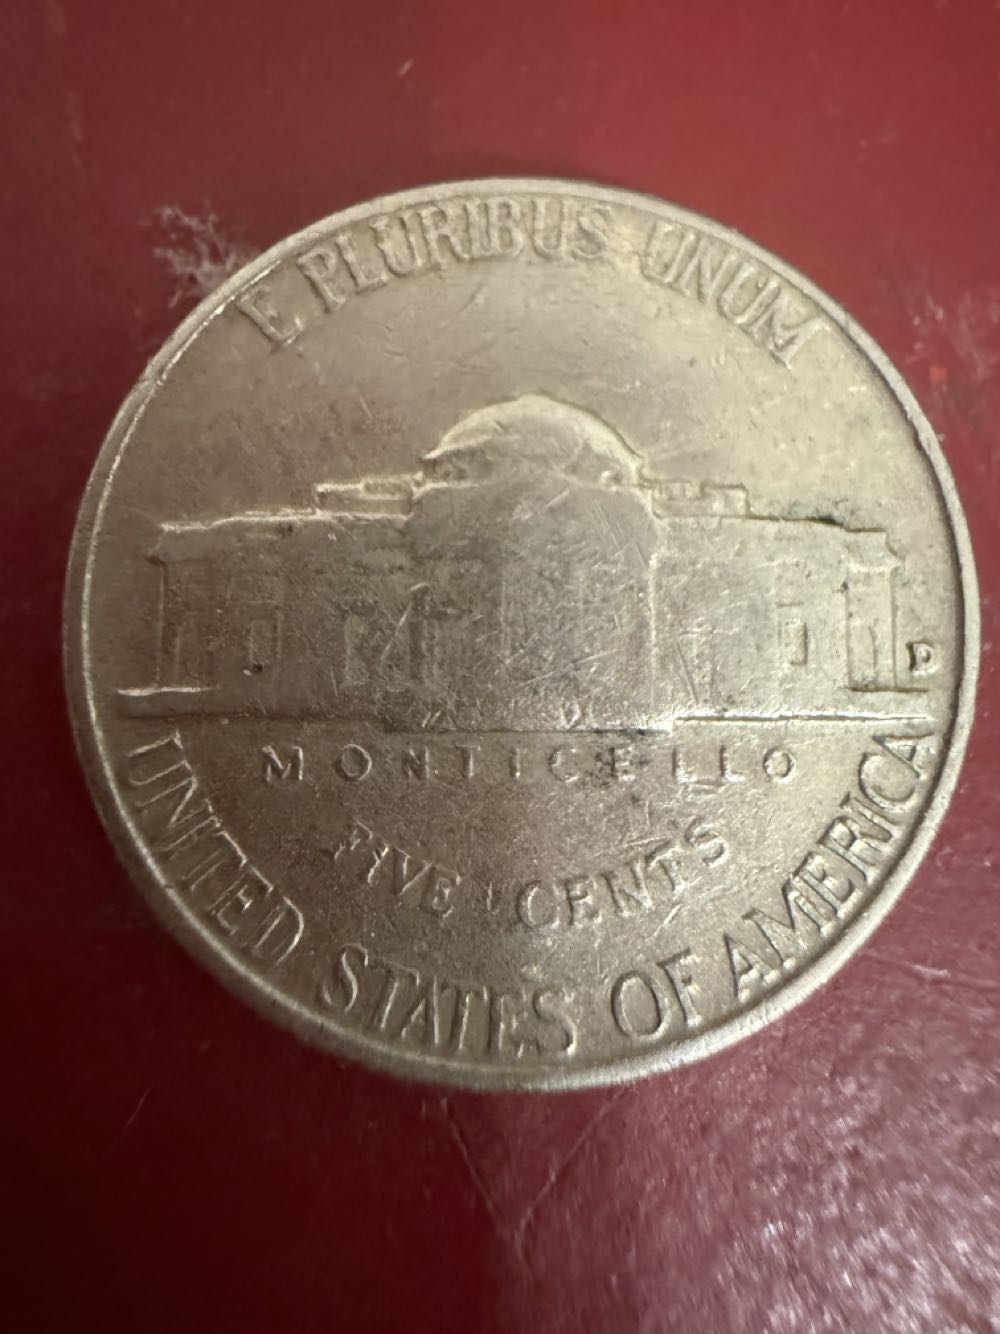 E PLURIBUS UNUM
D
MONTICELLO
FIVE CENTS
UNITED STATES OF AMERICA